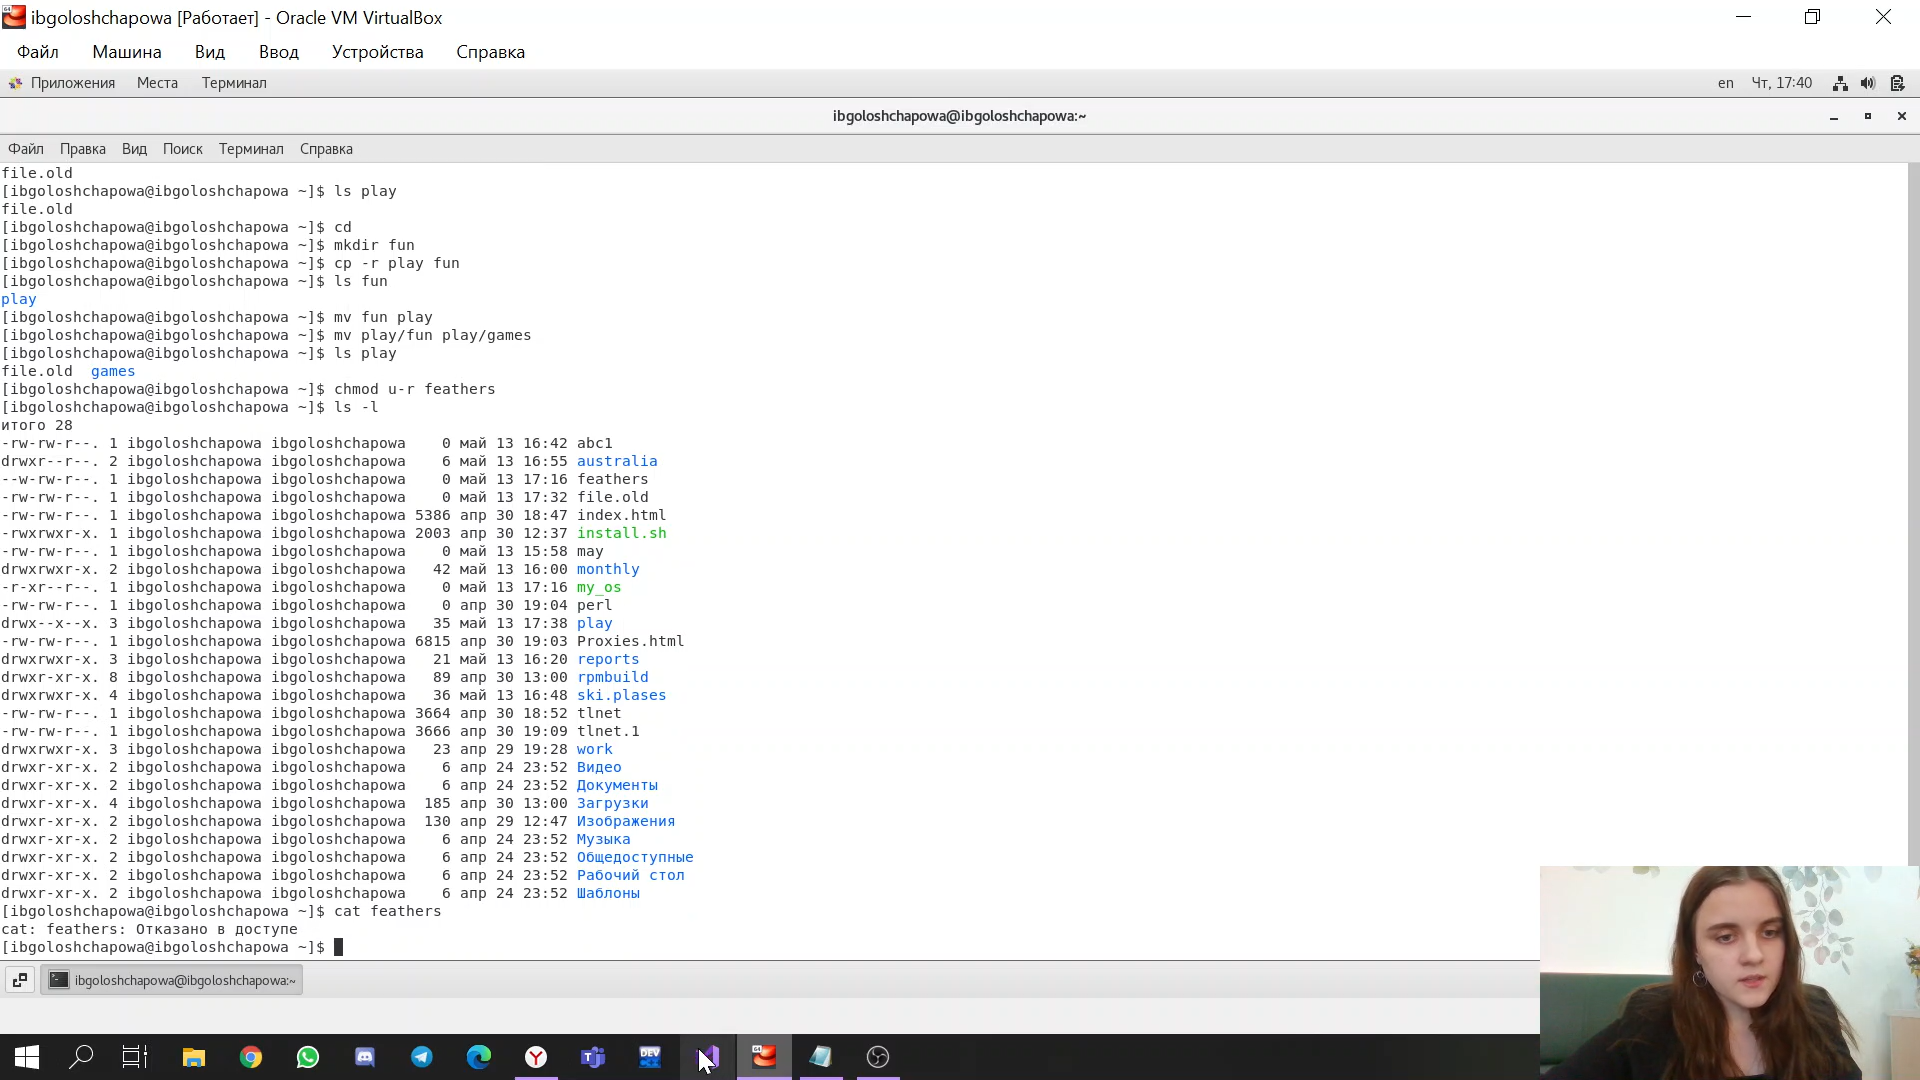 ibgoloshchapowa [Работает] - Oracle VM VirtualBox
Файл Машина Вид Ввод Устройства Справка
Приложения Места Терминал en Чт, 17:40
ibgoloshchapowa@ibgoloshchapowa:~
Файл Правка Вид Поиск Терминал Справка
file.old
[ibgoloshchapowa@ibgoloshchapowa ~]$ ls play
file.old
[ibgoloshchapowa@ibgoloshchapowa ~]$ cd
[ibgoloshchapowa@ibgoloshchapowa ~]$ mkdir fun
[ibgoloshchapowa@ibgoloshchapowa ~]$ cp -r play fun
[ibgoloshchapowa@ibgoloshchapowa ~]$ ls fun
play
[ibgoloshchapowa@ibgoloshchapowa ~]$ mv fun play
[ibgoloshchapowa@ibgoloshchapowa ~]$ mv play/fun play/games
[ibgoloshchapowa@ibgoloshchapowa ~]$ ls play
file.old games
[ibgoloshchapowa@ibgoloshchapowa ~]$ chmod u-r feathers
[ibgoloshchapowa@ibgoloshchapowa ~]$ ls -l
итого 28
-rw-rw-r--. 1 ibgoloshchapowa ibgoloshchapowa 0 май 13 16:42 abc1
drwxr--r--. 2 ibgoloshchapowa ibgoloshchapowa 6 май 13 16:55 australia
--w-rw-r--. 1 ibgoloshchapowa ibgoloshchapowa 0 май 13 17:16 feathers
-rw-rw-r--. 1 ibgoloshchapowa ibgoloshchapowa 0 май 13 17:32 file.old
-rw-rw-r--. 1 ibgoloshchapowa ibgoloshchapowa 5386 апр 30 18:47 index.html
-rwxrwxr-x. 1 ibgoloshchapowa ibgoloshchapowa 2003 апр 30 12:37 install.sh
-rw-rw-r--. 1 ibgoloshchapowa ibgoloshchapowa 0 май 13 15:58 may
drwxrwxr-x. 2 ibgoloshchapowa ibgoloshchapowa 42 май 13 16:00 monthly
-r-xr--r--. 1 ibgoloshchapowa ibgoloshchapowa 0 май 13 17:16 my_os
-rw-rw-r--. 1 ibgoloshchapowa ibgoloshchapowa 0 апр 30 19:04 perl
drwx--x--x. 3 ibgoloshchapowa ibgoloshchapowa 35 май 13 17:38 play
-rw-rw-r--. 1 ibgoloshchapowa ibgoloshchapowa 6815 апр 30 19:03 Proxies.html
drwxrwxr-x. 3 ibgoloshchapowa ibgoloshchapowa 21 май 13 16:20 reports
drwxr-xr-x. 8 ibgoloshchapowa ibgoloshchapowa 89 апр 30 13:00 rpmbuild
drwxrwxr-x. 4 ibgoloshchapowa ibgoloshchapowa 36 май 13 16:48 ski.plases
-rw-rw-r--. 1 ibgoloshchapowa ibgoloshchapowa 3664 апр 30 18:52 tlnet
-rw-rw-r--. 1 ibgoloshchapowa ibgoloshchapowa 3666 апр 30 19:09 tlnet.1
drwxrwxr-x. 3 ibgoloshchapowa ibgoloshchapowa 23 апр 29 19:28 work
drwxr-xr-x. 2 ibgoloshchapowa ibgoloshchapowa 6 апр 24 23:52 Видео
drwxr-xr-x. 2 ibgoloshchapowa ibgoloshchapowa 6 апр 24 23:52 Документы
drwxr-xr-x. 4 ibgoloshchapowa ibgoloshchapowa 185 апр 30 13:00 Загрузки
drwxr-xr-x. 2 ibgoloshchapowa ibgoloshchapowa 130 апр 29 12:47 Изображения
drwxr-xr-x. 2 ibgoloshchapowa ibgoloshchapowa 6 апр 24 23:52 Музыка
drwxr-xr-x. 2 ibgoloshchapowa ibgoloshchapowa 6 апр 24 23:52 Общедоступные
drwxr-xr-x. 2 ibgoloshchapowa ibgoloshchapowa 6 апр 24 23:52 Рабочий стол
drwxr-xr-x. 2 ibgoloshchapowa ibgoloshchapowa 6 апр 24 23:52 Шаблоны
[ibgoloshchapowa@ibgoloshchapowa ~]$ cat feathers
cat: feathers: Отказано в доступе
[ibgoloshchapowa@ibgoloshchapowa ~]$
ibgoloshchapowa@ibgoloshchapowa:~
DEV